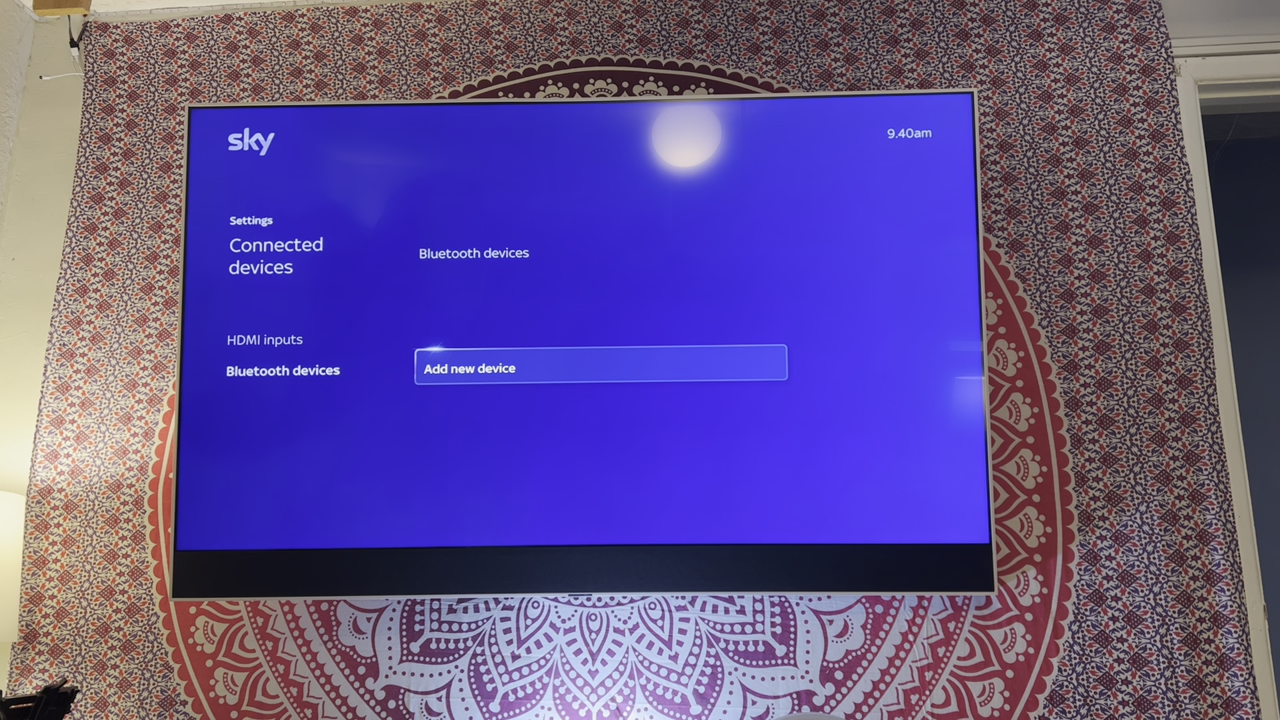 sky
9.40am
Settings
Connected
devices
Bluetooth devices
HDMI inputs
Bluetooth devices
Add new device